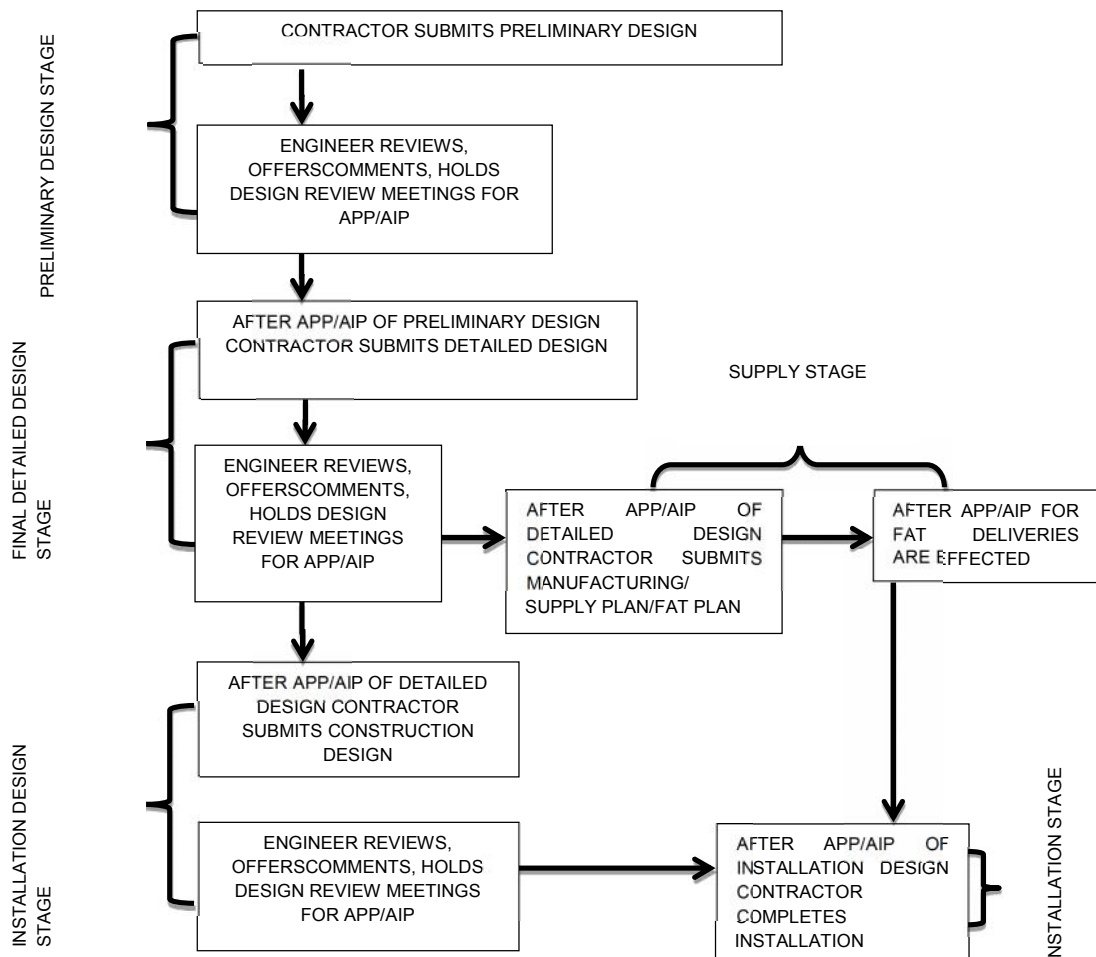 PRELIMINARY DESIGN STAGE
CONTRACTOR SUBMITS PRELIMINARY DESIGN
ENGINEER REVIEWS,
OFFERSCOMMENTS, HOLDS
DESIGN REVIEW MEETINGS FOR
APP/AIP
FINAL DETAILED DESIGN
STAGE
AFTER APP/AIP OF PRELIMINARY DESIGN
CONTRACTOR SUBMITS DETAILED DESIGN
ENGINEER REVIEWS,
OFFERSCOMMENTS,
HOLDS DESIGN
REVIEW MEETINGS
FOR APP/AIP
SUPPLY STAGE
AFTER APP/AIP OF
DETAILED DESIGN
CONTRACTOR SUBMITS
MANUFACTURING/
SUPPLY PLAN/FAT PLAN
AFTER APP/AIP FOR
FAT DELIVERIES
ARE EFFECTED
INSTALLATION DESIGN
STAGE
AFTER APP/AIP OF DETAILED
DESIGN CONTRACTOR
SUBMITS CONSTRUCTION
DESIGN
ENGINEER REVIEWS,
OFFERSCOMMENTS, HOLDS
DESIGN REVIEW MEETINGS
FOR APP/AIP
AFTER APP/AIP OF
INSTALLATION DESIGN
CONTRACTOR
COMPLETES
INSTALLATION
NSTALLATION STAGE